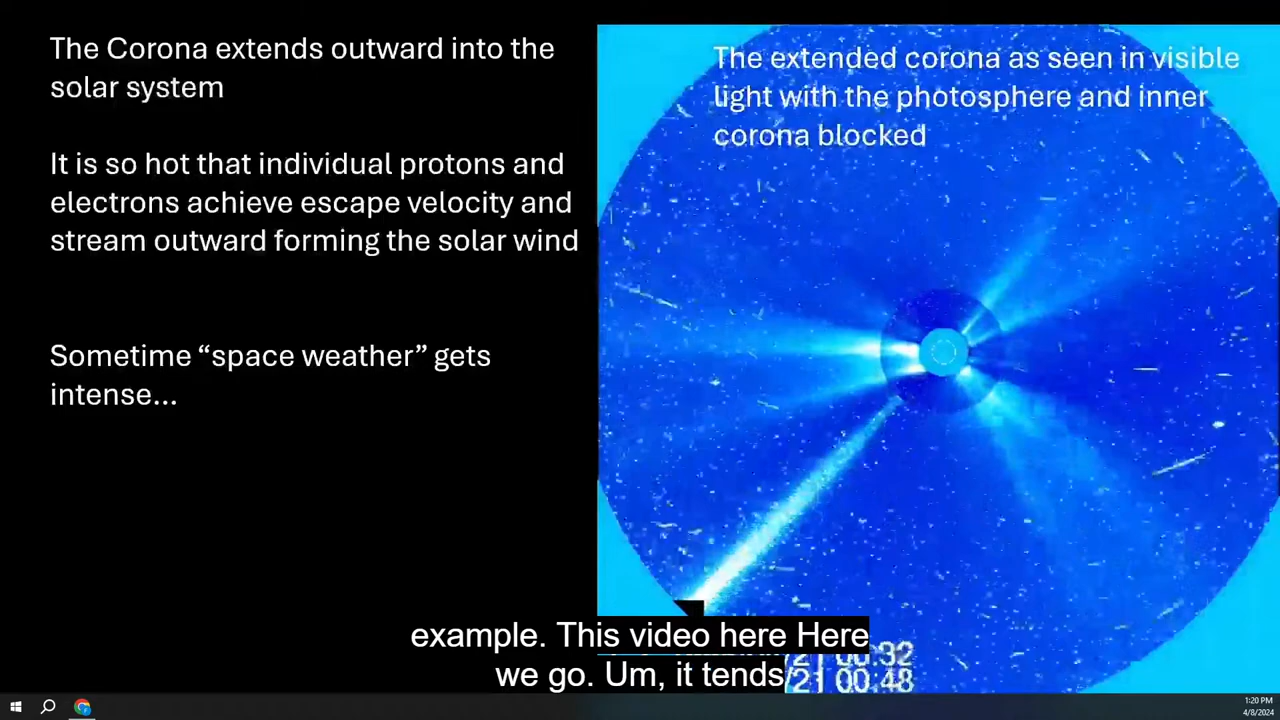 The Corona extends outward into the
solar system
It is so hot that individual protons and
electrons achieve escape velocity and
stream outward forming the solar wind
Sometime “space weather” gets
intense...
The extended corona as seen in visible
light with the photosphere and inner
corona blocked
example. This video here Here
we go. Um, it tends
00:32
/21 00:48
1:20 PM
4/8/2024